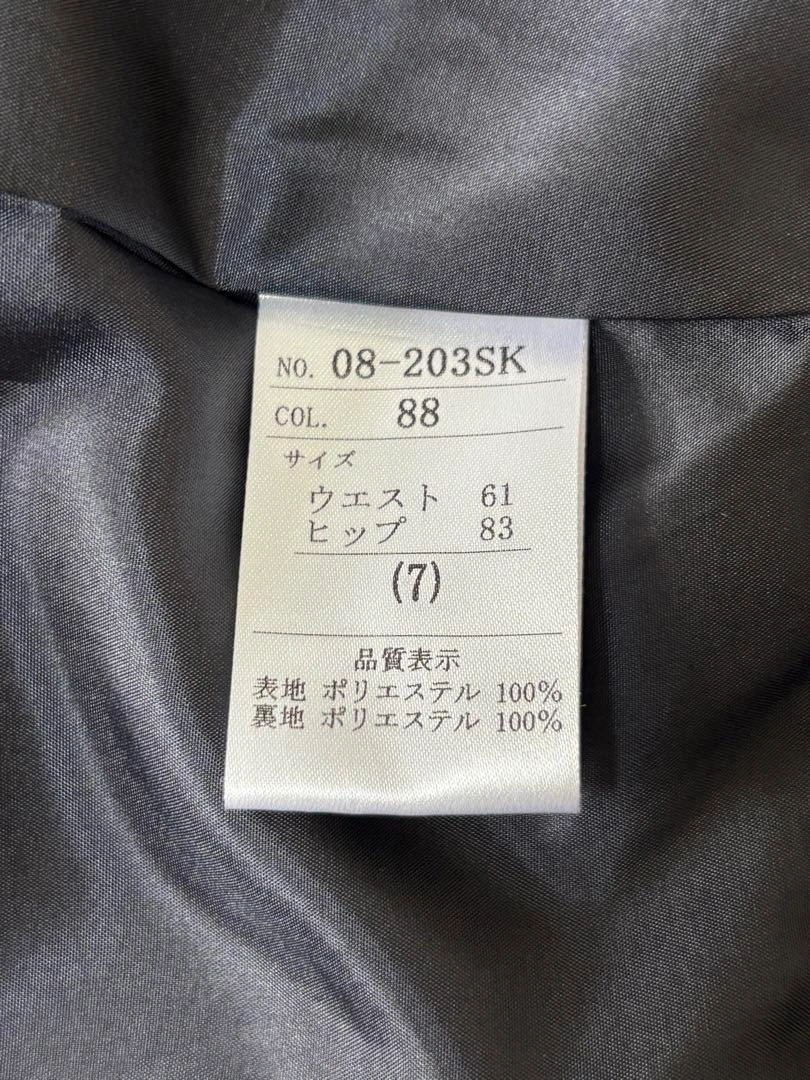 NO. 08-203SK
COL. 88
サイズ
ウエスト 61
ヒップ 83
(7)
品質表示
表地 ポリエステル 100%
裏地 ポリエステル 100%